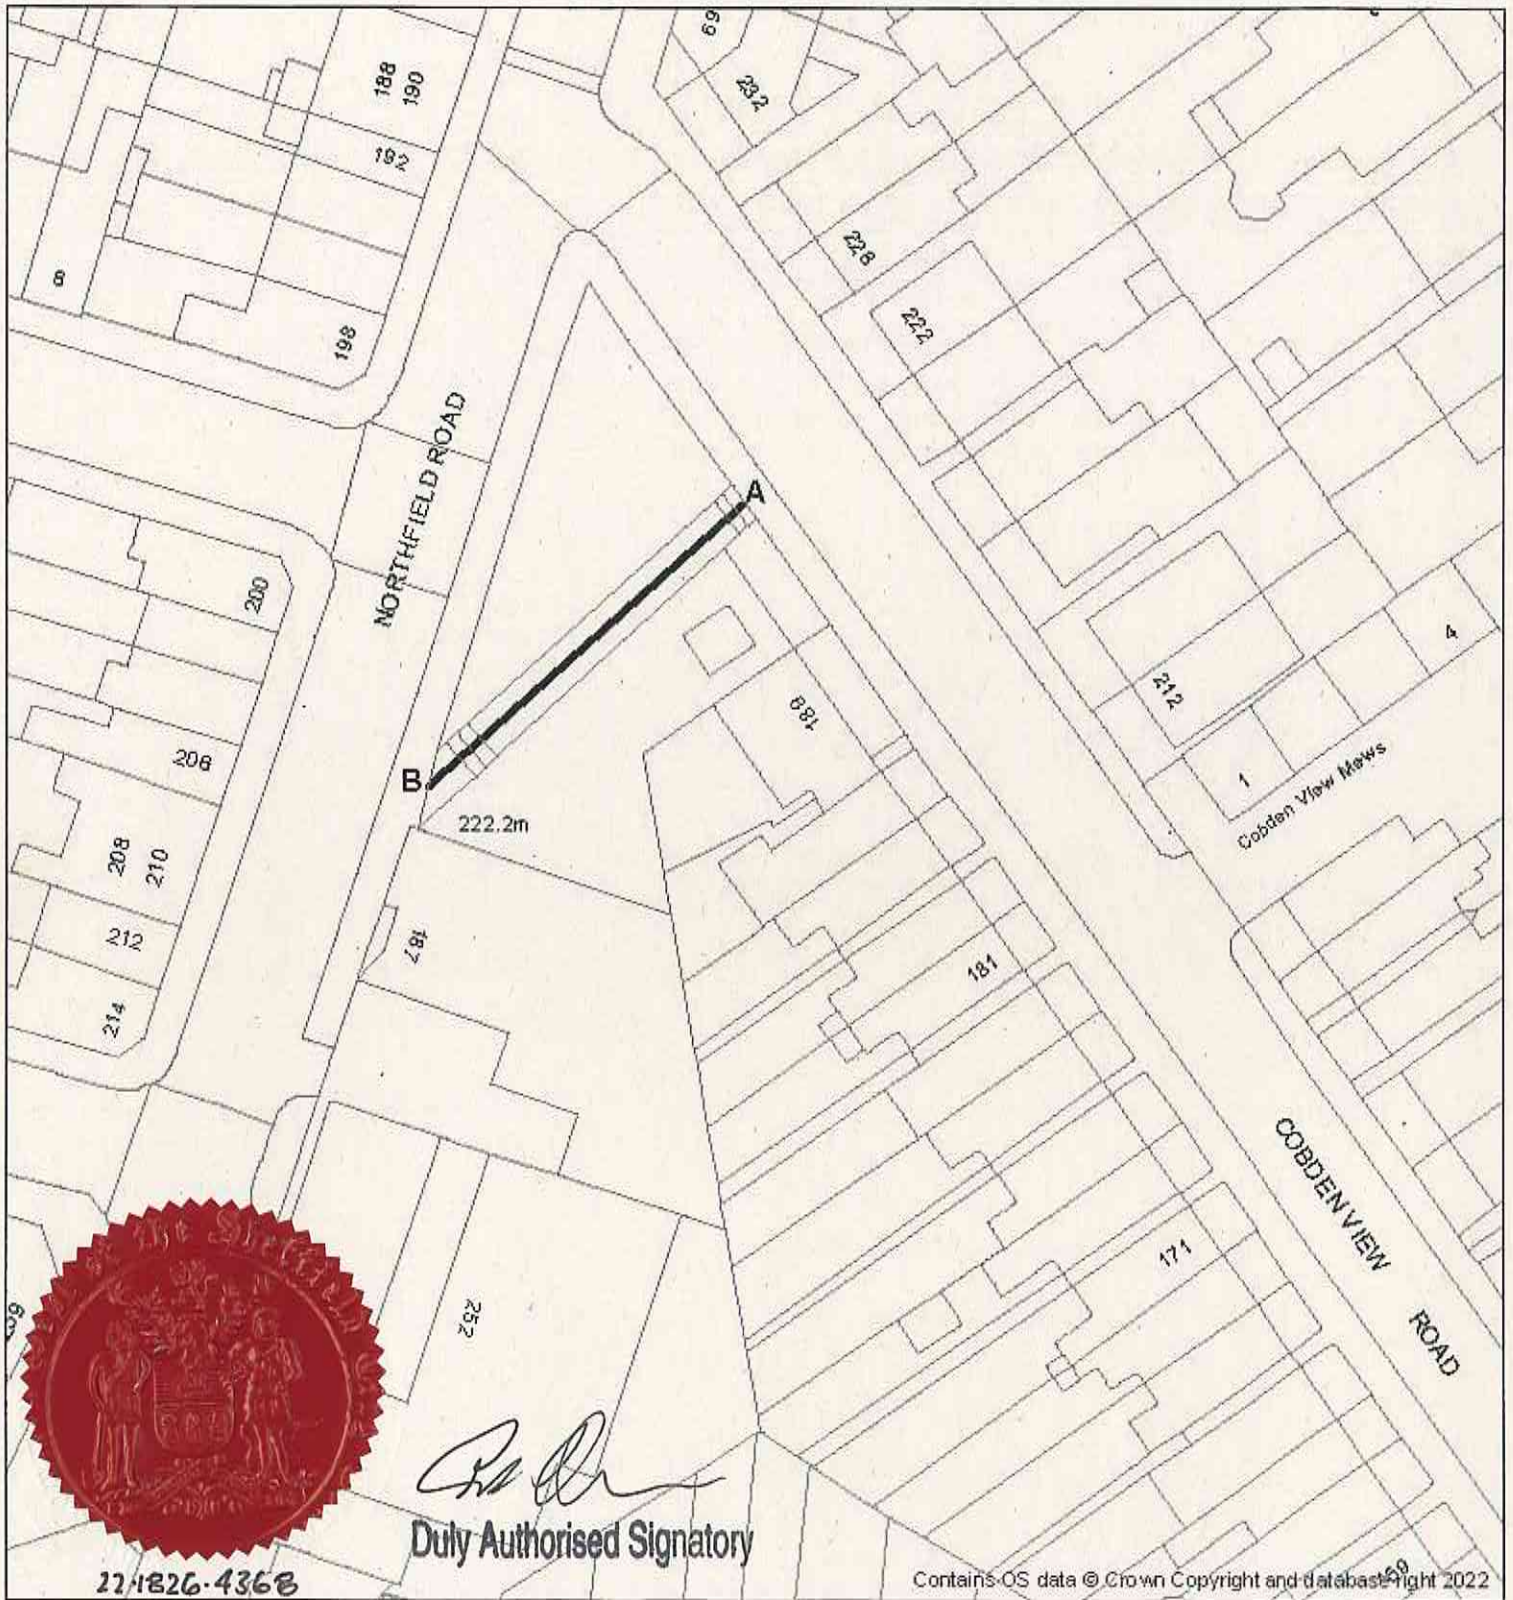 69
188
190
232
192
228
8
222
198
A
NORTHFIELD ROAD
200
4
212
189
206
1
B
Cobden View Mews
222.2m
208
210
212
187
181
214
COBDEN VIEW
ROAD
171
252
Duly Authorised Signatory
22-1826-4368
Contains OS data © Crown Copyright and database right 2022